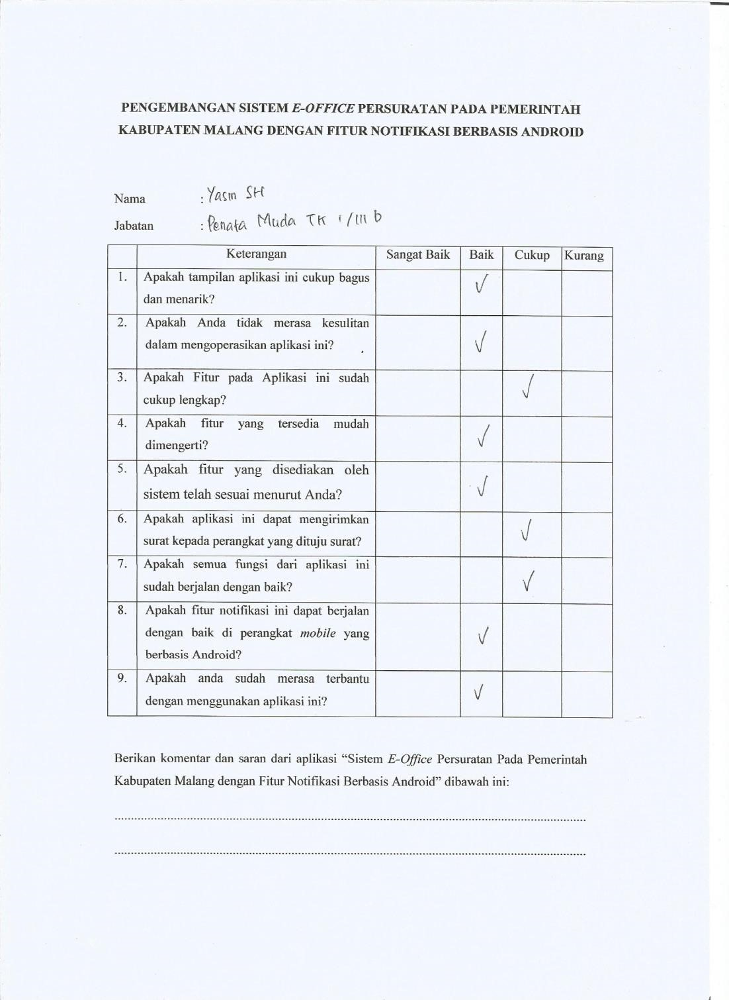 PENGEMBANGAN SISTEM E-OFFICE PERSURATAN PADA PEMERINTAH
KABUPATEN MALANG DENGAN FITUR NOTIFIKASI BERBASIS ANDROID
Nama : Yasin SH
Jabatan : Penata Muda TK I/III b
Keterangan Sangat Baik Baik Cukup Kurang
1. Apakah tampilan aplikasi ini cukup bagus
dan menarik? ✓
2. Apakah Anda tidak merasa kesulitan
dalam mengoperasikan aplikasi ini? ✓
3. Apakah Fitur pada Aplikasi ini sudah
cukup lengkap? ✓
4. Apakah fitur yang tersedia mudah
dimengerti? ✓
5. Apakah fitur yang disediakan oleh
sistem telah sesuai menurut Anda? ✓
6. Apakah aplikasi ini dapat mengirimkan
surat kepada perangkat yang dituju surat? ✓
7. Apakah semua fungsi dari aplikasi ini
sudah berjalan dengan baik? ✓
8. Apakah fitur notifikasi ini dapat berjalan
dengan baik di perangkat mobile yang ✓
berbasis Android?
9. Apakah anda sudah merasa terbantu
dengan menggunakan aplikasi ini? ✓
Berikan komentar dan saran dari aplikasi “Sistem E-Office Persuratan Pada Pemerintah
Kabupaten Malang dengan Fitur Notifikasi Berbasis Android” dibawah ini: